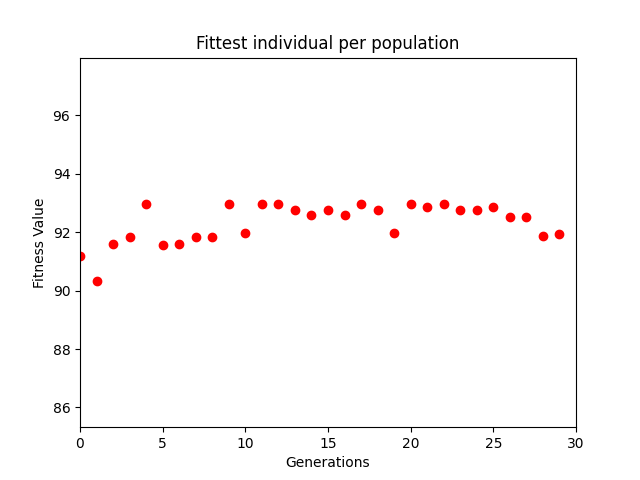 Fittest individual per population
96
94
92
90
88
86
Fitness Value
0 5 10 15 20 25 30
Generations